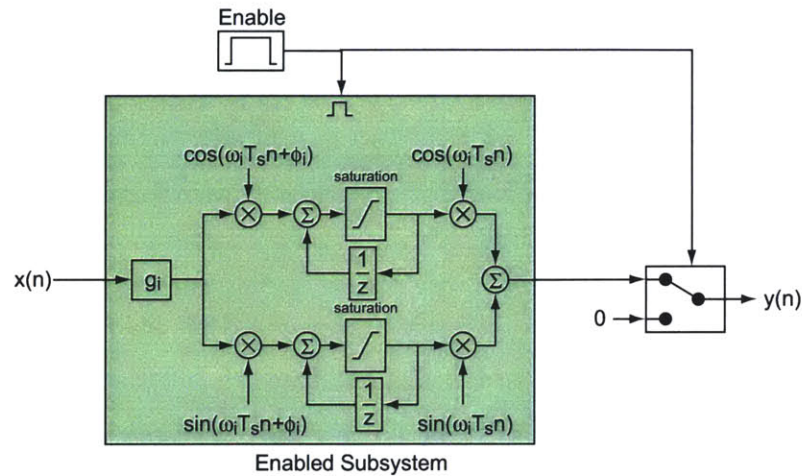 Enable
cos(ωᵢTₛn+ϕᵢ)
cos(ωᵢTₛn)
saturation
× Σ ×
1
z
x(n)
gᵢ
Σ
y(n)
0
saturation
× Σ ×
1
z
sin(ωᵢTₛn+ϕᵢ)
sin(ωᵢTₛn)
Enabled Subsystem